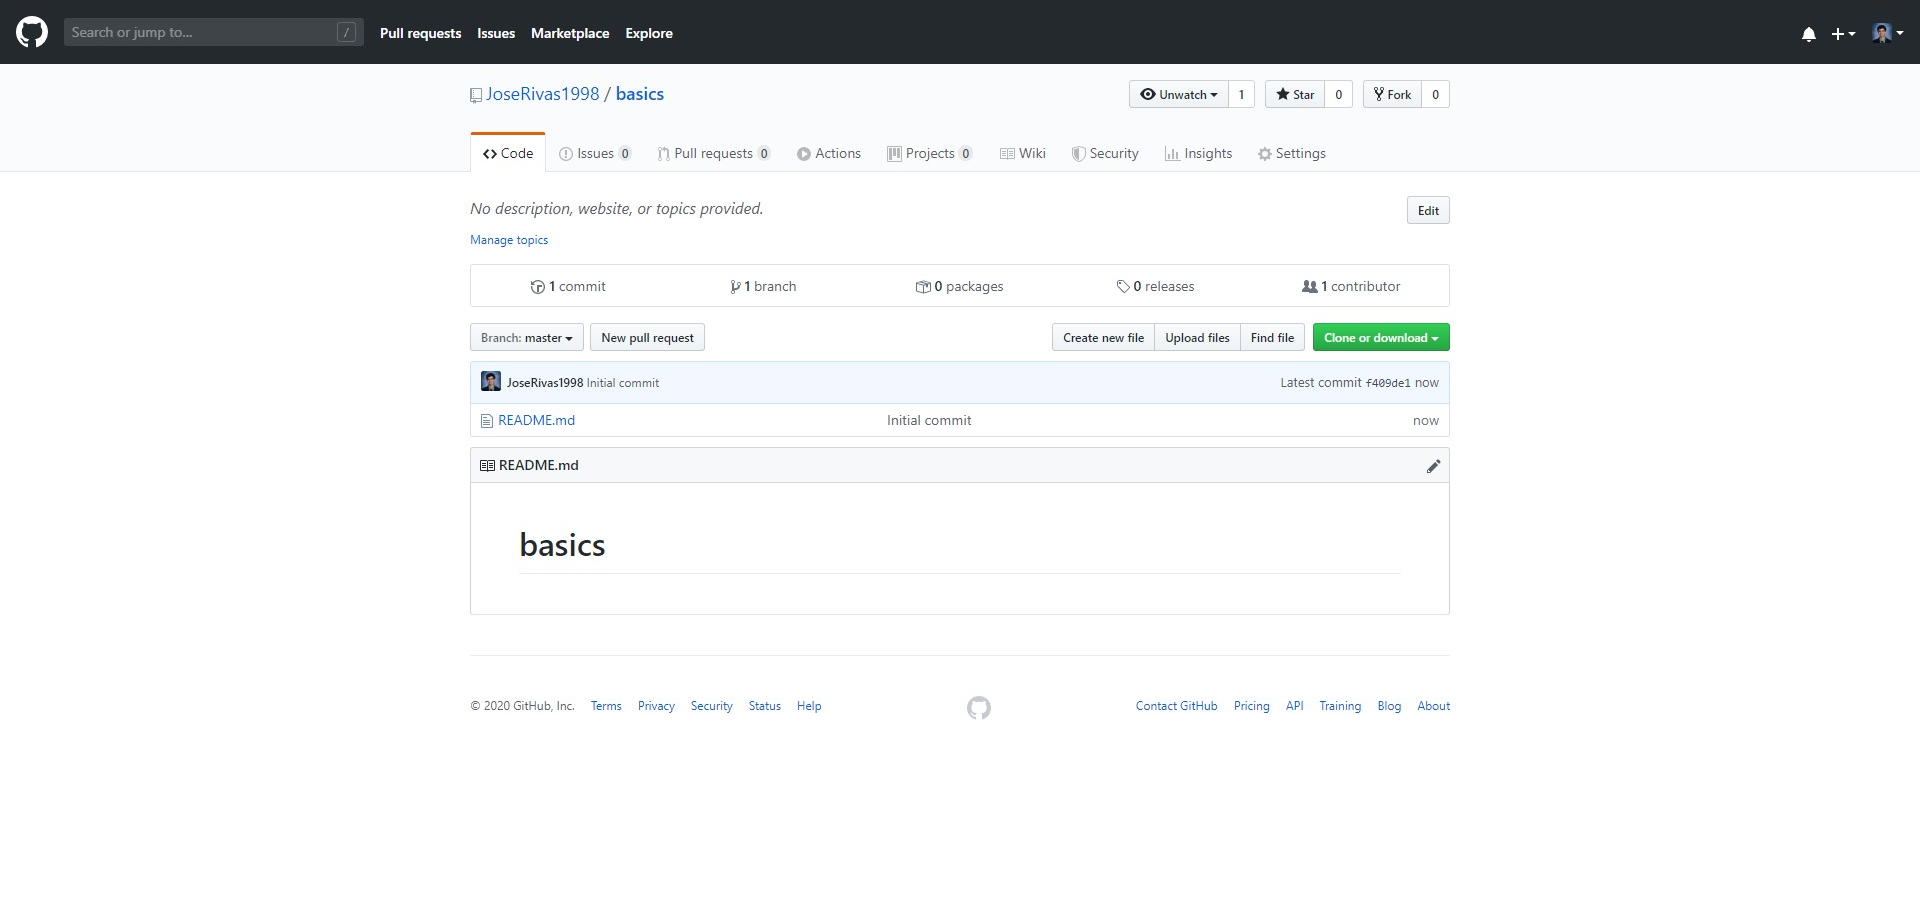 Search or jump to... /
Pull requests Issues Marketplace Explore
JoseRivas1998 / basics
Unwatch 1 Star 0 Fork 0
Code Issues 0 Pull requests 0 Actions Projects 0 Wiki Security Insights Settings
No description, website, or topics provided.
Edit
Manage topics
1 commit 1 branch 0 packages 0 releases 1 contributor
Branch: master New pull request Create new file Upload files Find file Clone or download
JoseRivas1998 Initial commit Latest commit f409de1 now
README.md Initial commit now
README.md
basics
© 2020 GitHub, Inc. Terms Privacy Security Status Help Contact GitHub Pricing API Training Blog About